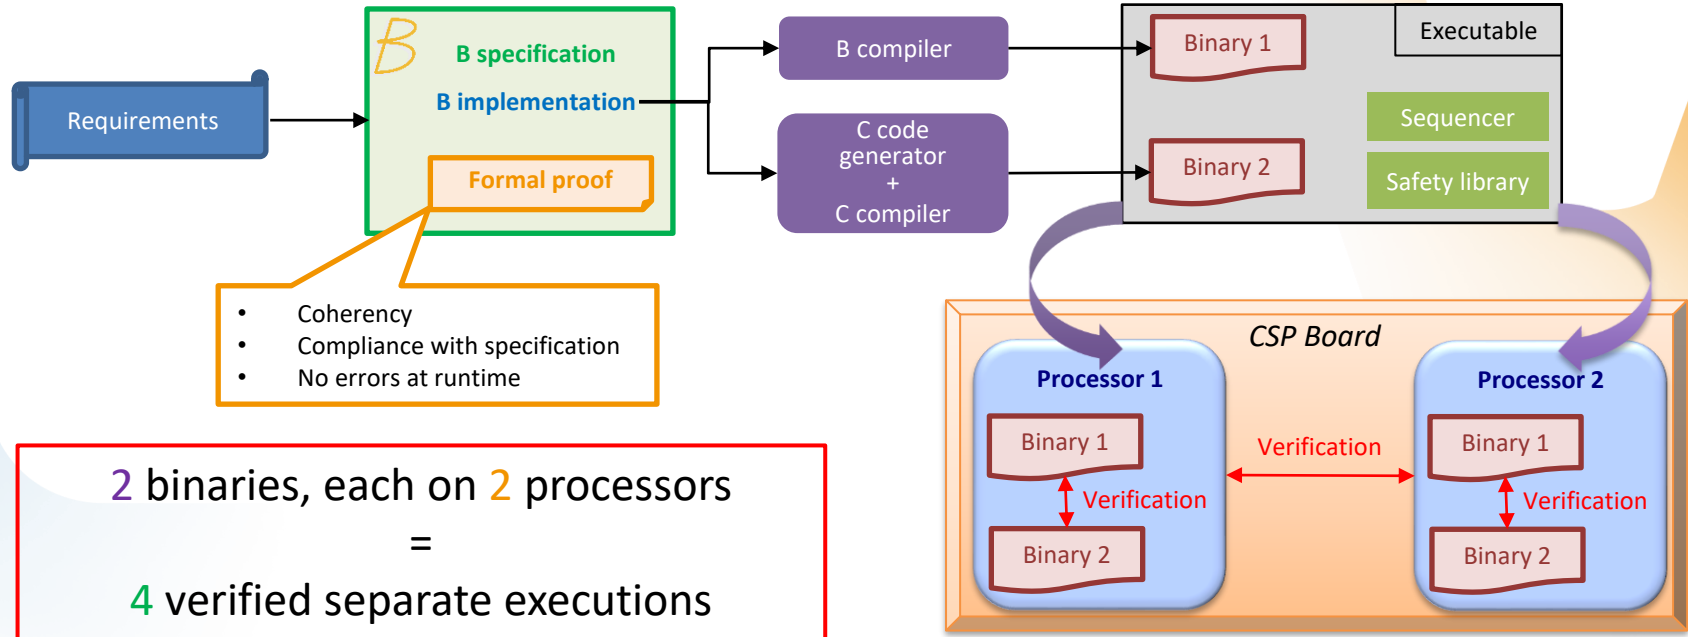 Requirements
B
B specification
B implementation
Formal proof
• Coherency
• Compliance with specification
• No errors at runtime
B compiler
C code
generator
+
C compiler
Executable
Binary 1
Binary 2
Sequencer
Safety library
CSP Board
Processor 1
Binary 1
Verification
Binary 2
Verification
Processor 2
Binary 1
Verification
Binary 2
2 binaries, each on 2 processors
=
4 verified separate executions